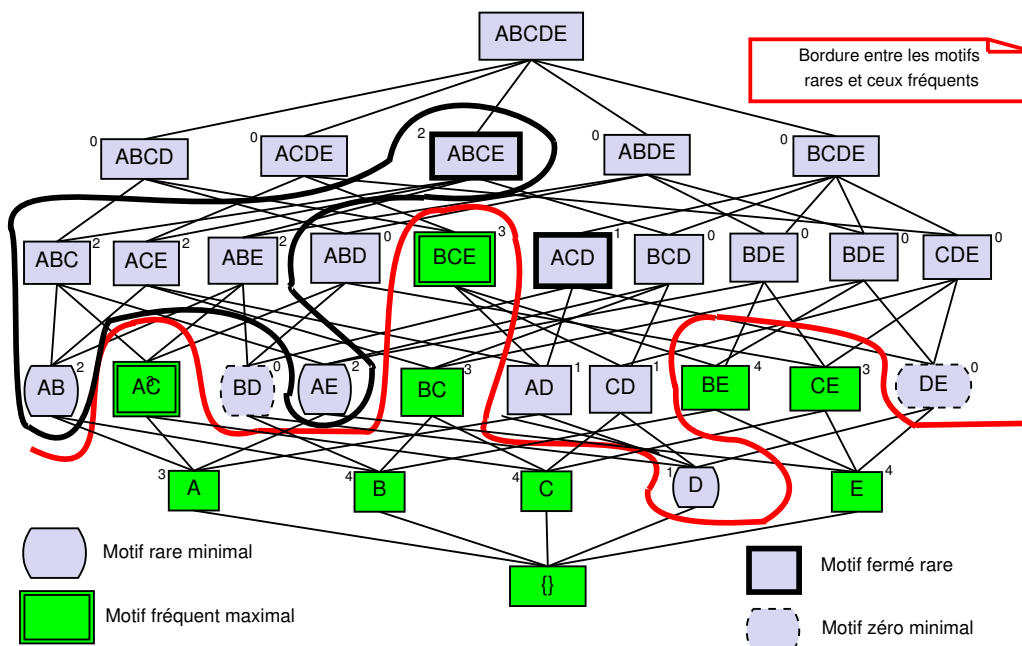 ABCDE
Bordure entre les motifs
rares et ceux fréquents
0 ABCD
0 ACDE
2 ABCE
0 ABDE
0 BCDE
ABC 2
ACE 2
ABE 2
ABD 0
BCE 3
ACD 1
BCD 0
BDE 0
BDE 0
CDE 0
AB 2
AC 3
BD 0
AE 2
BC 3
AD 1
CD 1
BE 4
CE 3
DE 0
3 A
4 B
4 C
1 D
E 4
{}
Motif rare minimal
Motif fermé rare
Motif fréquent maximal
Motif zéro minimal